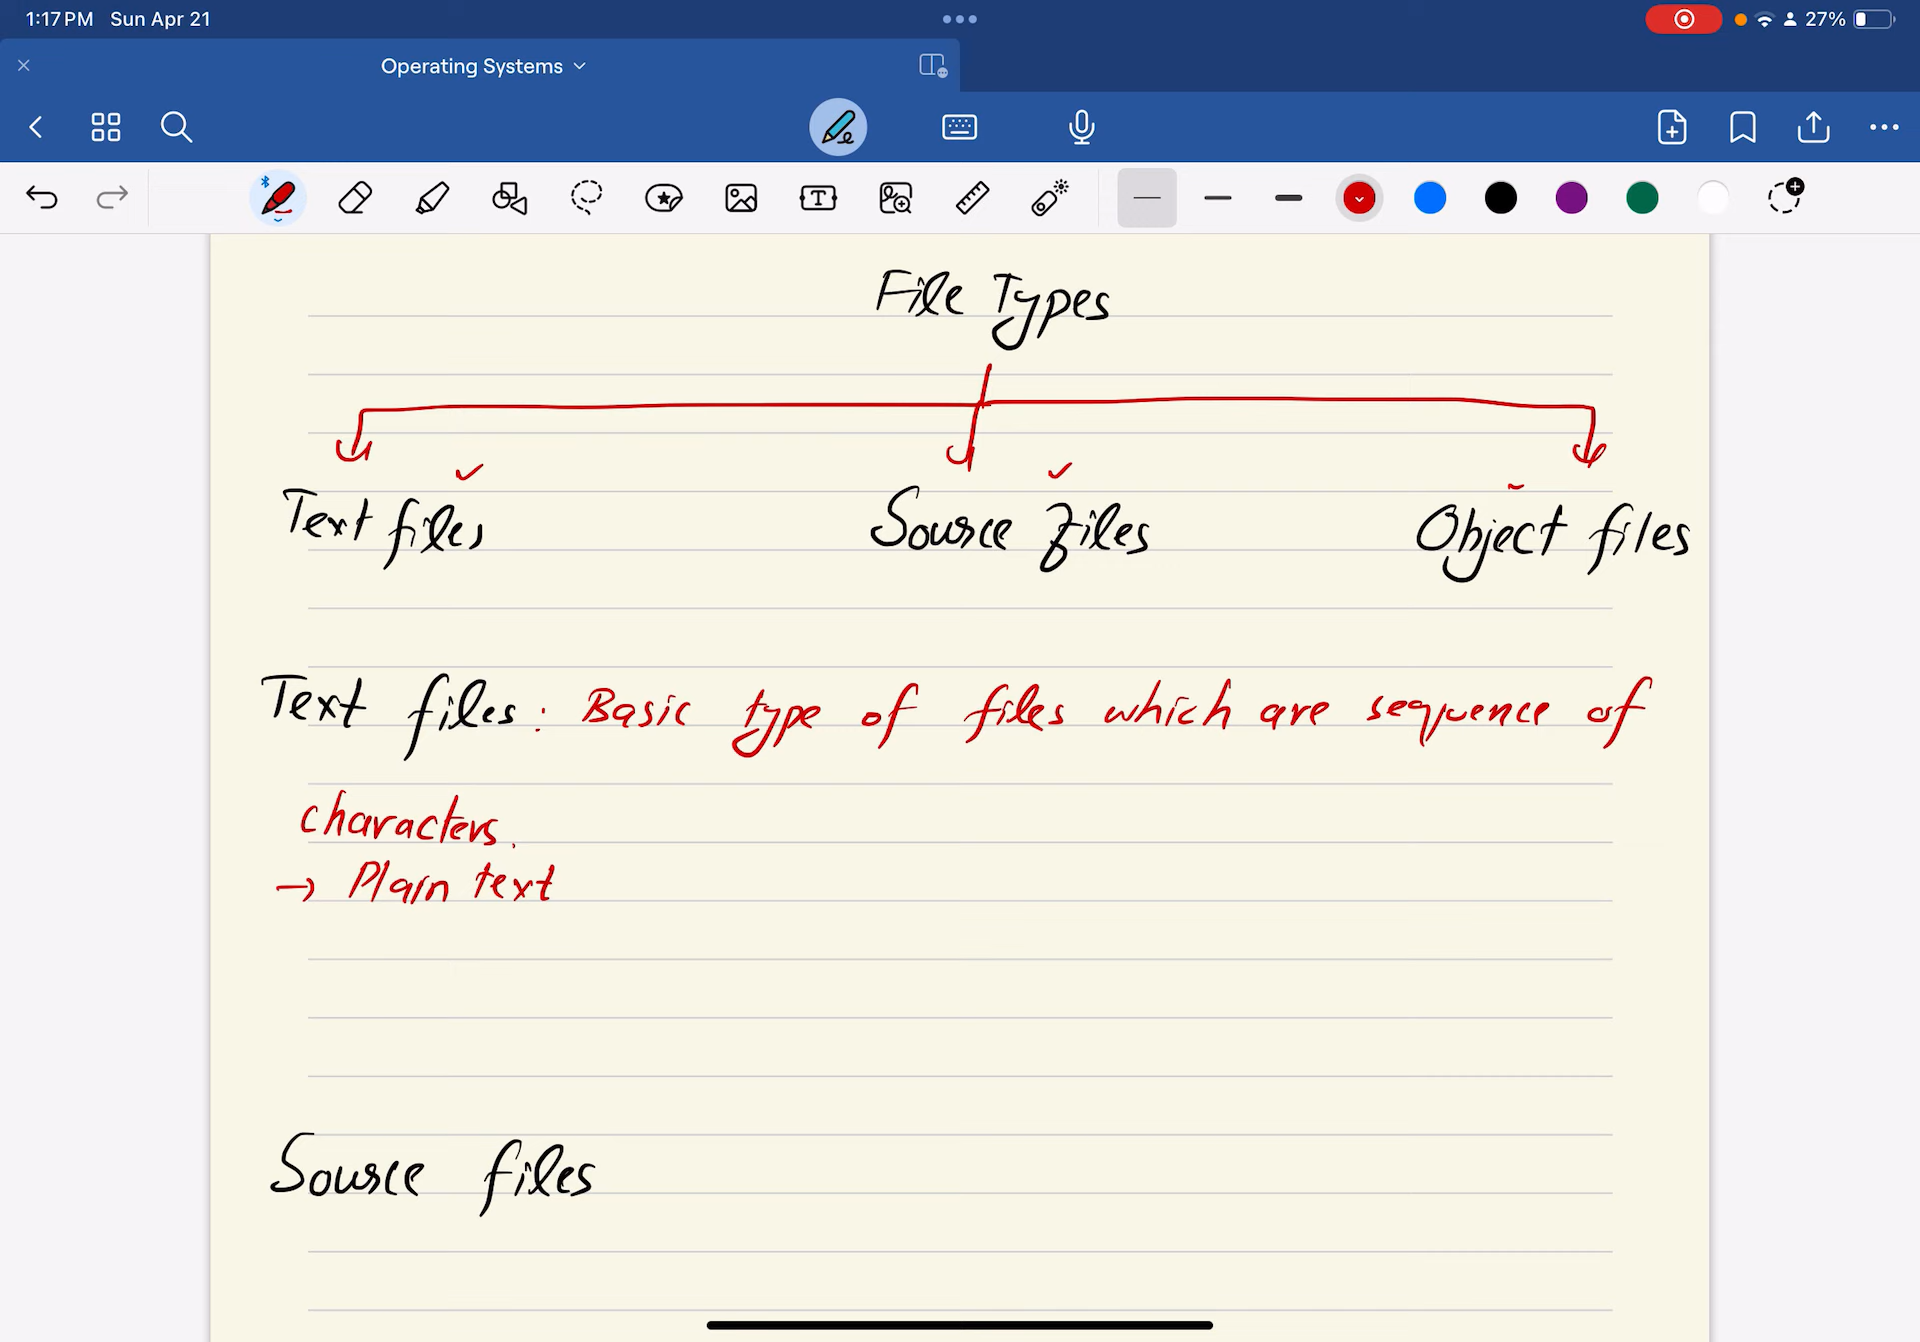 1:17 PM Sun Apr 21
27%
Operating Systems
File Types
Text files
Source files
Object files
Text files : Basic type of files which are sequence of
characters.
→ Plain text
Source files